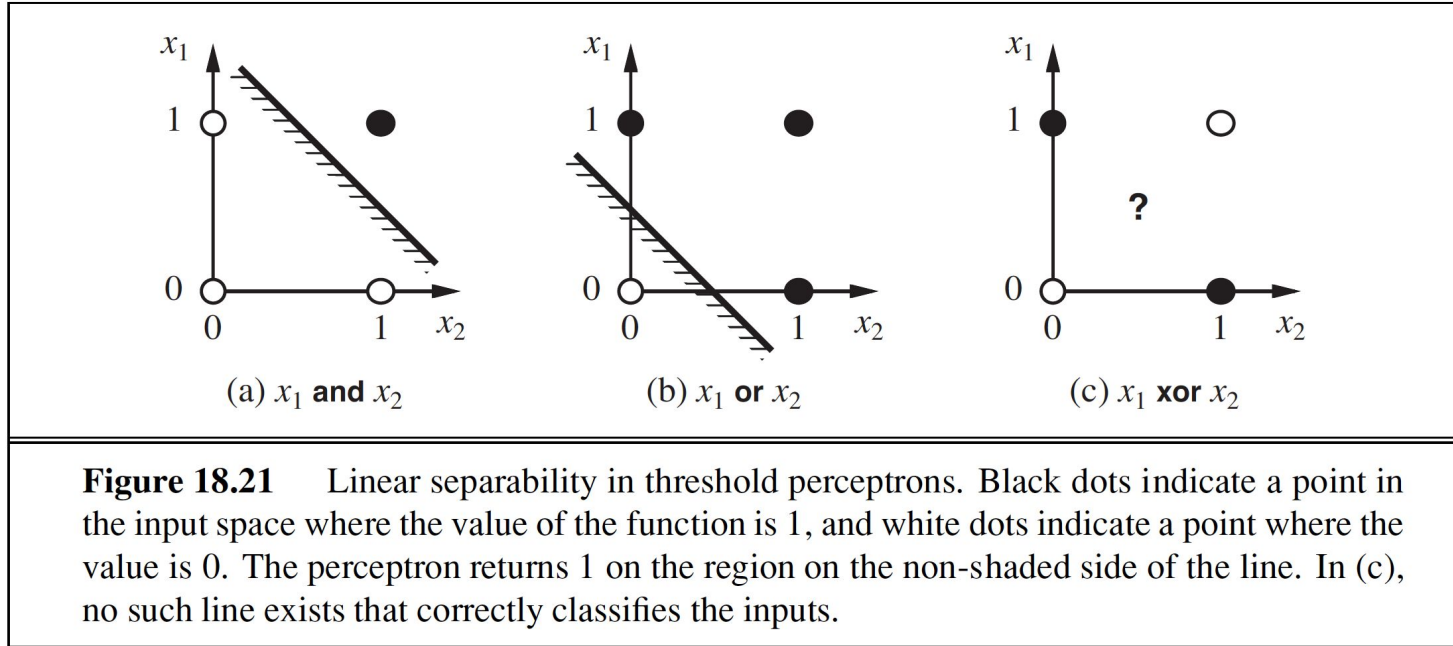 x₁
1
0
0
1
x₂
(a) x₁ and x₂
x₁
1
0
0
1
x₂
(b) x₁ or x₂
x₁
1
?
0
0
1
x₂
(c) x₁ xor x₂
Figure 18.21 Linear separability in threshold perceptrons. Black dots indicate a point in
the input space where the value of the function is 1, and white dots indicate a point where the
value is 0. The perceptron returns 1 on the region on the non-shaded side of the line. In (c),
no such line exists that correctly classifies the inputs.